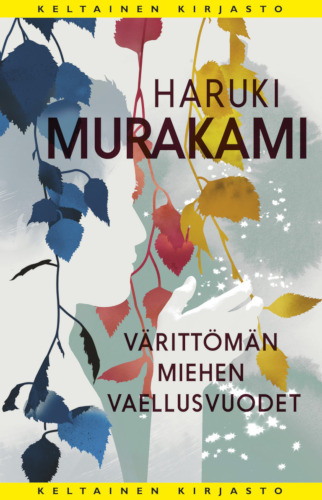 KELTAINEN KIRJASTO
HARUKI
MURAKAMI
VÄRITTÖMÄN
MIEHEN
VAELLUSVUODET
KELTAINEN KIRJASTO